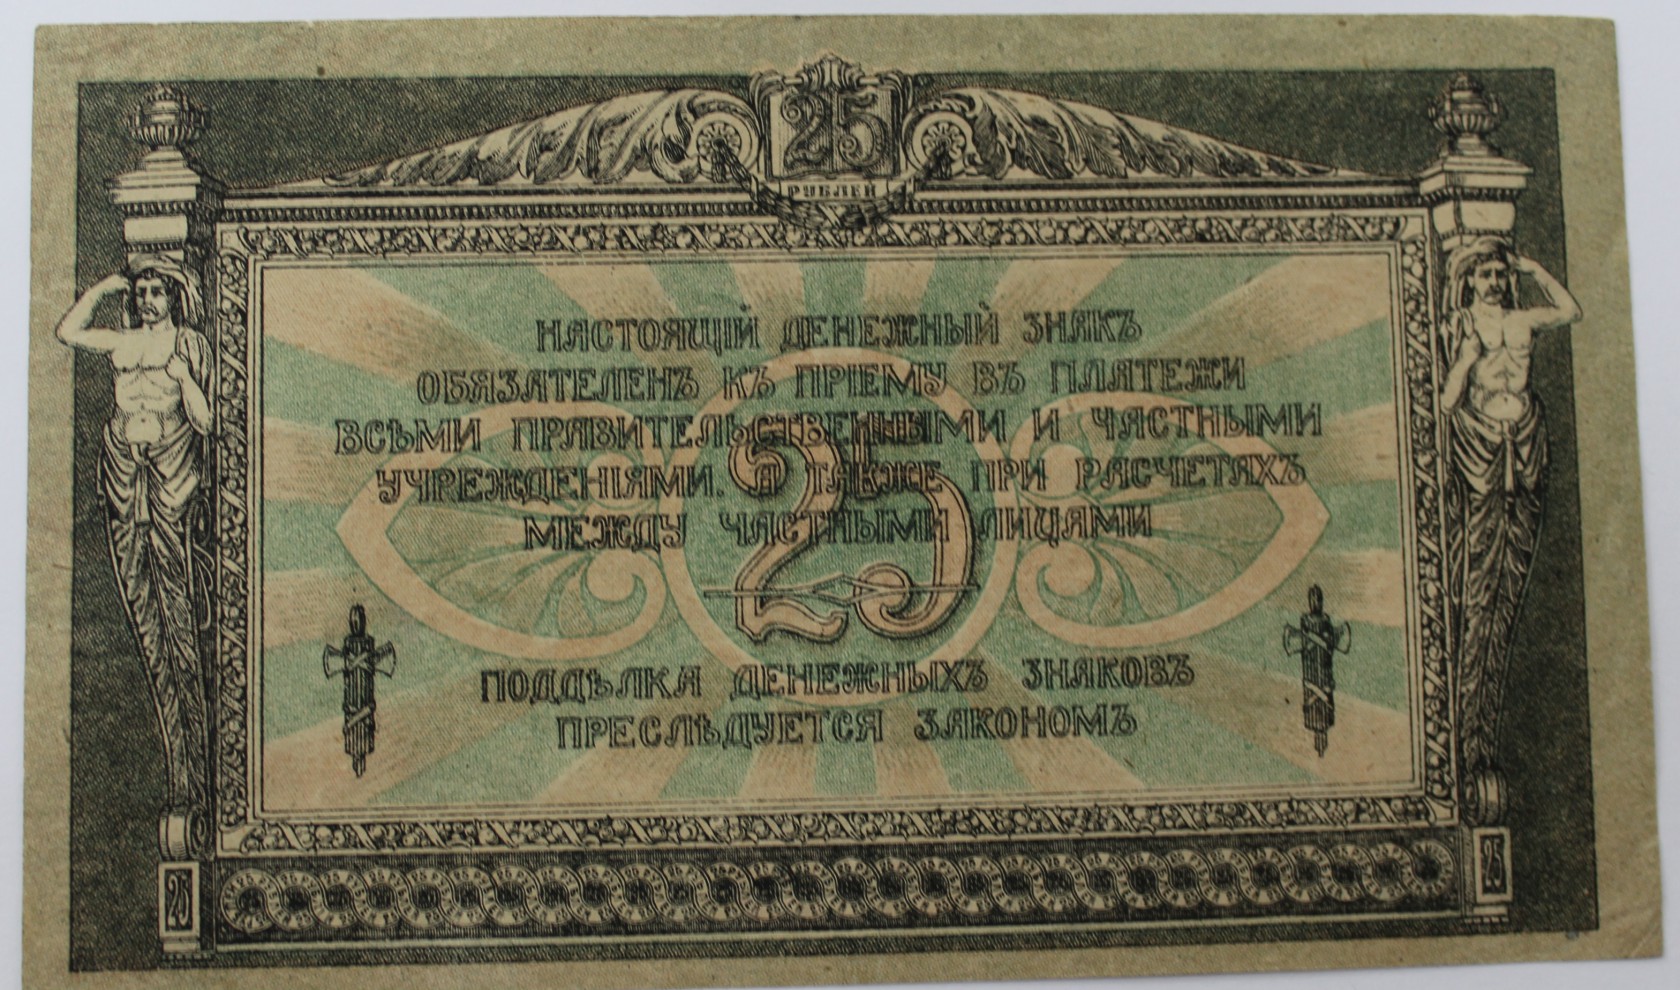 25
РУБЛЕЙ
НАСТОЯЩІЙ ДЕНЕЖНЫЙ ЗНАКЪ
ОБЯЗАТЕЛЕНЪ КЪ ПРІЕМУ ВЪ ПЛАТЕЖИ
ВСѢМИ ПРАВИТЕЛЬСТВЕННЫМИ И ЧАСТНЫМИ
УЧРЕЖДЕНІЯМИ. А ТАКЖЕ ПРИ РАСЧЕТАХЪ
МЕЖДУ ЧАСТНЫМИ ЛИЦАМИ
25
ПОДДѢЛКА ДЕНЕЖНЫХЪ ЗНАКОВЪ
ПРЕСЛѢДУЕТСЯ ЗАКОНОМЪ
25
25